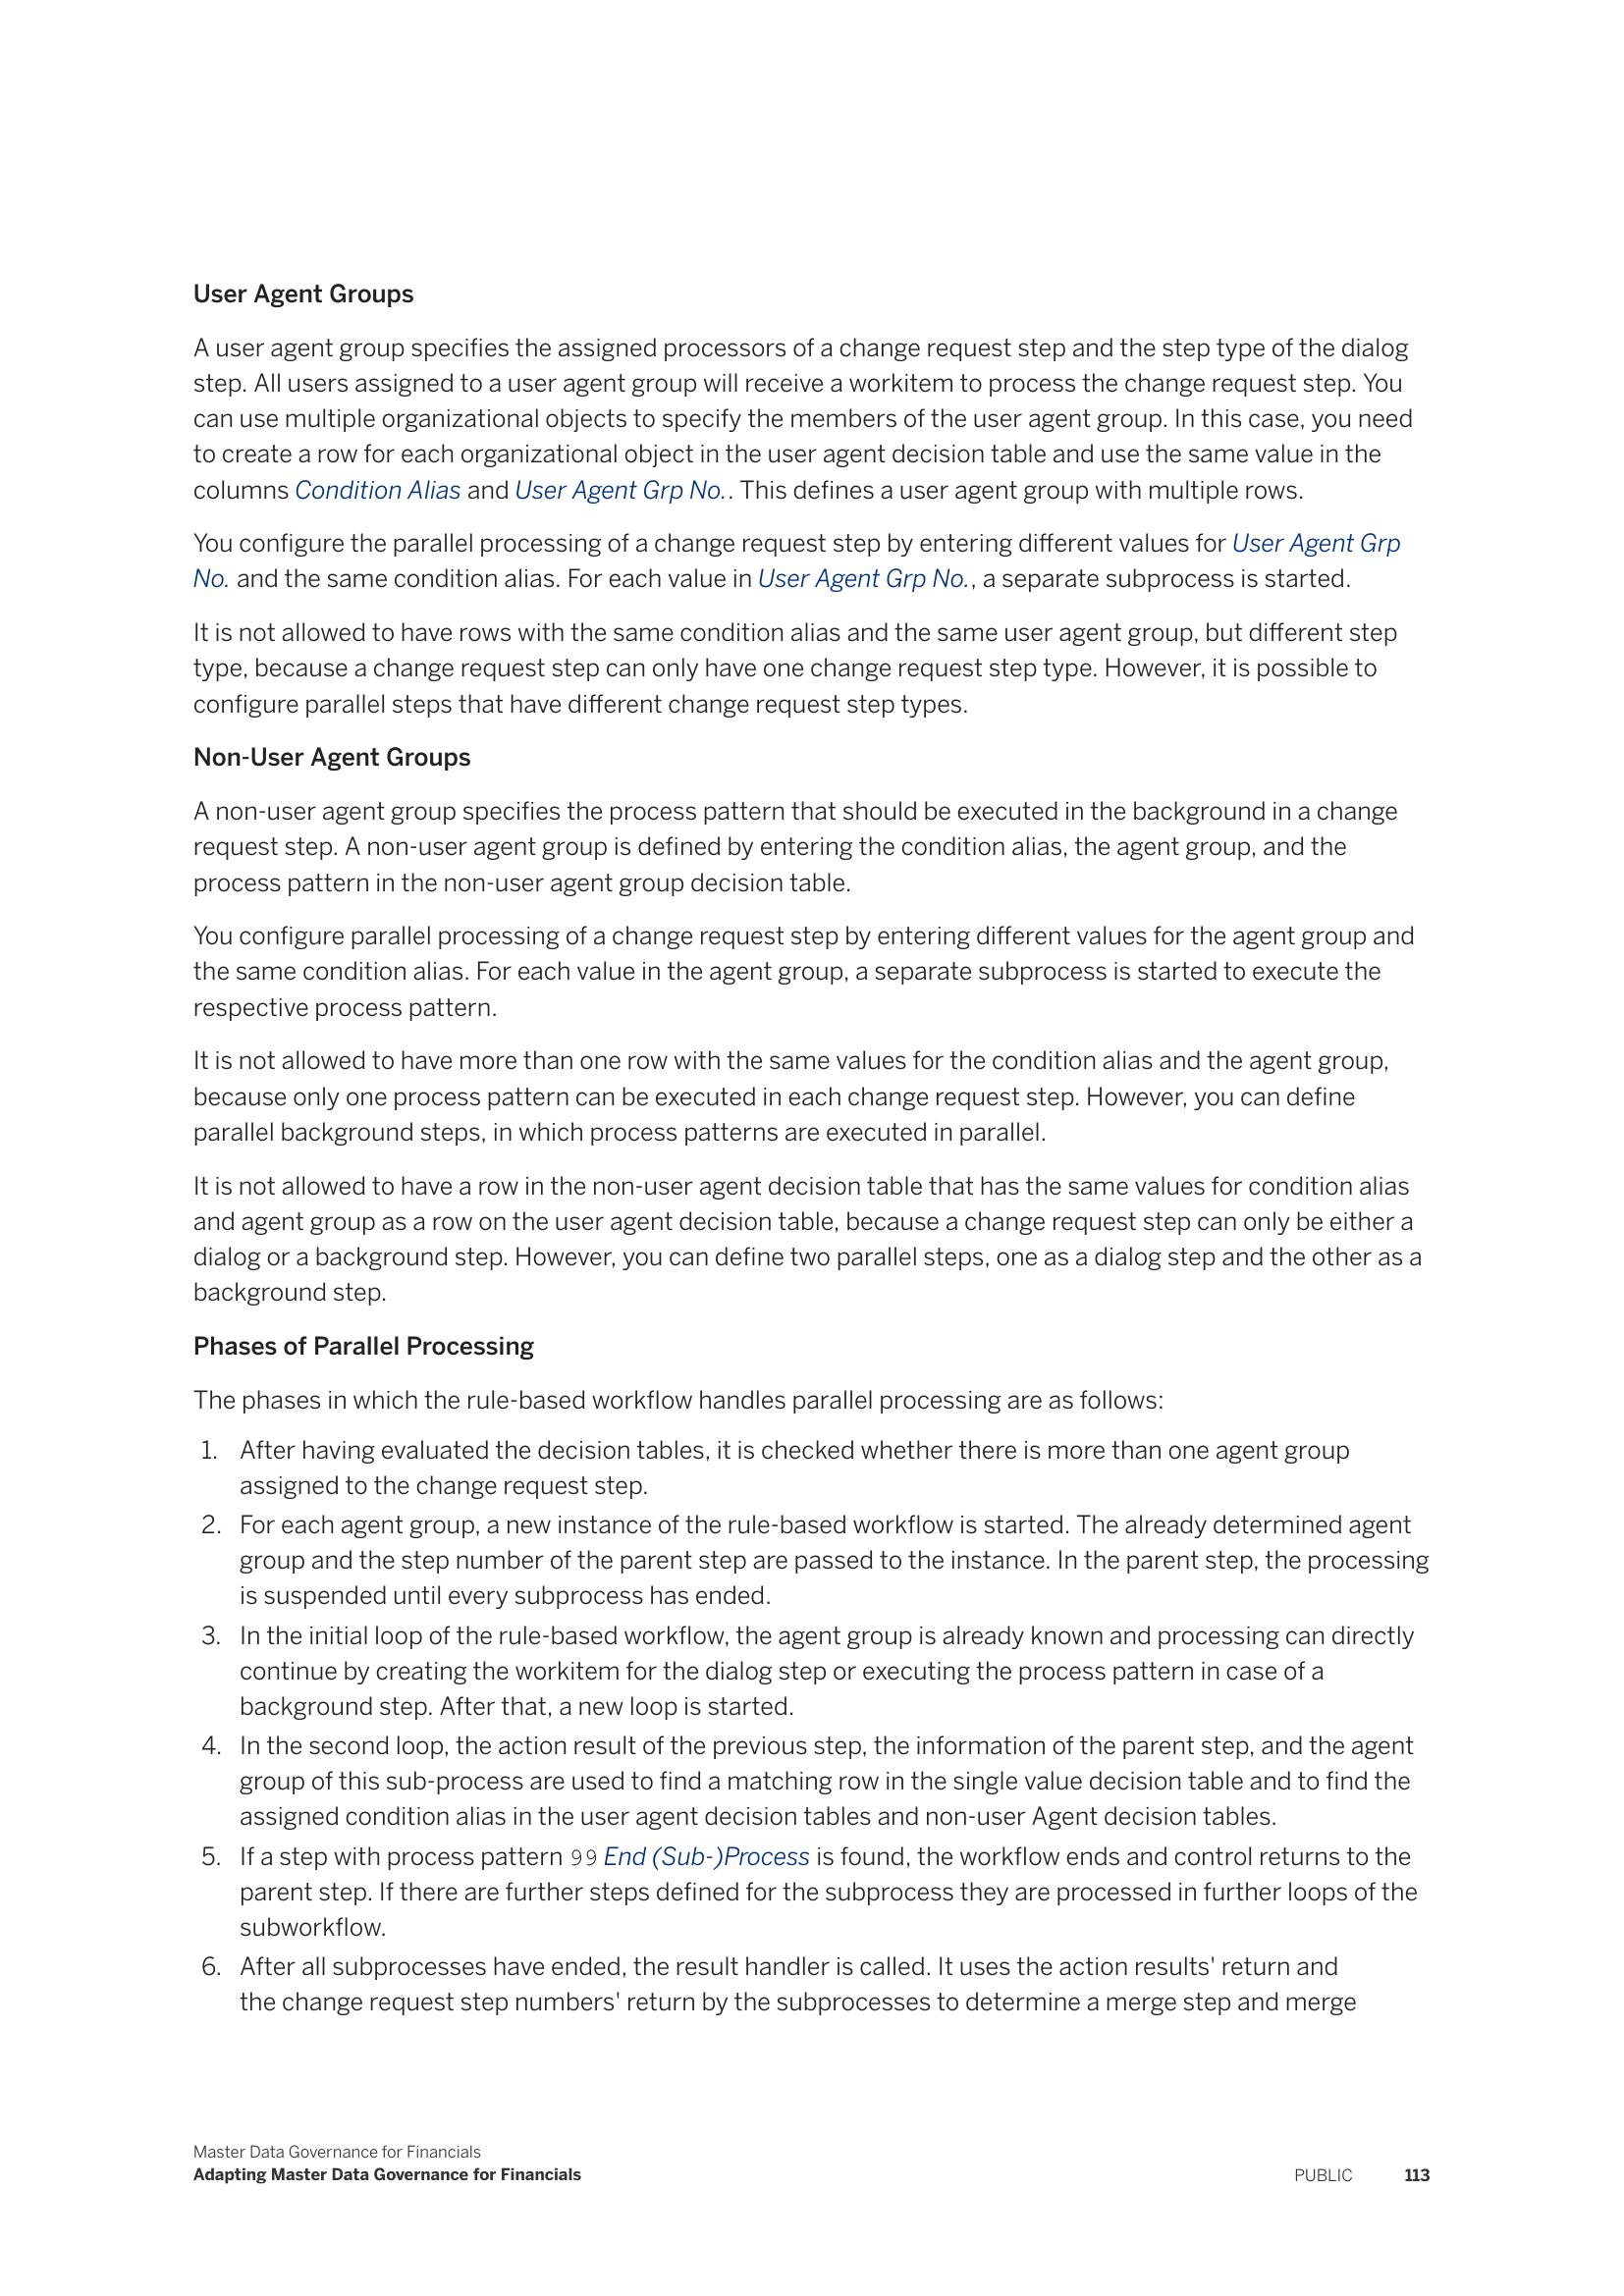 User Agent Groups
A user agent group specifies the assigned processors of a change request step and the step type of the dialog
step. All users assigned to a user agent group will receive a workitem to process the change request step. You
can use multiple organizational objects to specify the members of the user agent group. In this case, you need
to create a row for each organizational object in the user agent decision table and use the same value in the
columns Condition Alias and User Agent Grp No.. This defines a user agent group with multiple rows.
You configure the parallel processing of a change request step by entering different values for User Agent Grp
No. and the same condition alias. For each value in User Agent Grp No., a separate subprocess is started.
It is not allowed to have rows with the same condition alias and the same user agent group, but different step
type, because a change request step can only have one change request step type. However, it is possible to
configure parallel steps that have different change request step types.
Non-User Agent Groups
A non-user agent group specifies the process pattern that should be executed in the background in a change
request step. A non-user agent group is defined by entering the condition alias, the agent group, and the
process pattern in the non-user agent group decision table.
You configure parallel processing of a change request step by entering different values for the agent group and
the same condition alias. For each value in the agent group, a separate subprocess is started to execute the
respective process pattern.
It is not allowed to have more than one row with the same values for the condition alias and the agent group,
because only one process pattern can be executed in each change request step. However, you can define
parallel background steps, in which process patterns are executed in parallel.
It is not allowed to have a row in the non-user agent decision table that has the same values for condition alias
and agent group as a row on the user agent decision table, because a change request step can only be either a
dialog or a background step. However, you can define two parallel steps, one as a dialog step and the other as a
background step.
Phases of Parallel Processing
The phases in which the rule-based workflow handles parallel processing are as follows:
1. After having evaluated the decision tables, it is checked whether there is more than one agent group
assigned to the change request step.
2. For each agent group, a new instance of the rule-based workflow is started. The already determined agent
group and the step number of the parent step are passed to the instance. In the parent step, the processing
is suspended until every subprocess has ended.
3. In the initial loop of the rule-based workflow, the agent group is already known and processing can directly
continue by creating the workitem for the dialog step or executing the process pattern in case of a
background step. After that, a new loop is started.
4. In the second loop, the action result of the previous step, the information of the parent step, and the agent
group of this sub-process are used to find a matching row in the single value decision table and to find the
assigned condition alias in the user agent decision tables and non-user Agent decision tables.
5. If a step with process pattern 99 End (Sub-)Process is found, the workflow ends and control returns to the
parent step. If there are further steps defined for the subprocess they are processed in further loops of the
subworkflow.
6. After all subprocesses have ended, the result handler is called. It uses the action results' return and
the change request step numbers' return by the subprocesses to determine a merge step and merge
Master Data Governance for Financials
Adapting Master Data Governance for Financials
PUBLIC 113